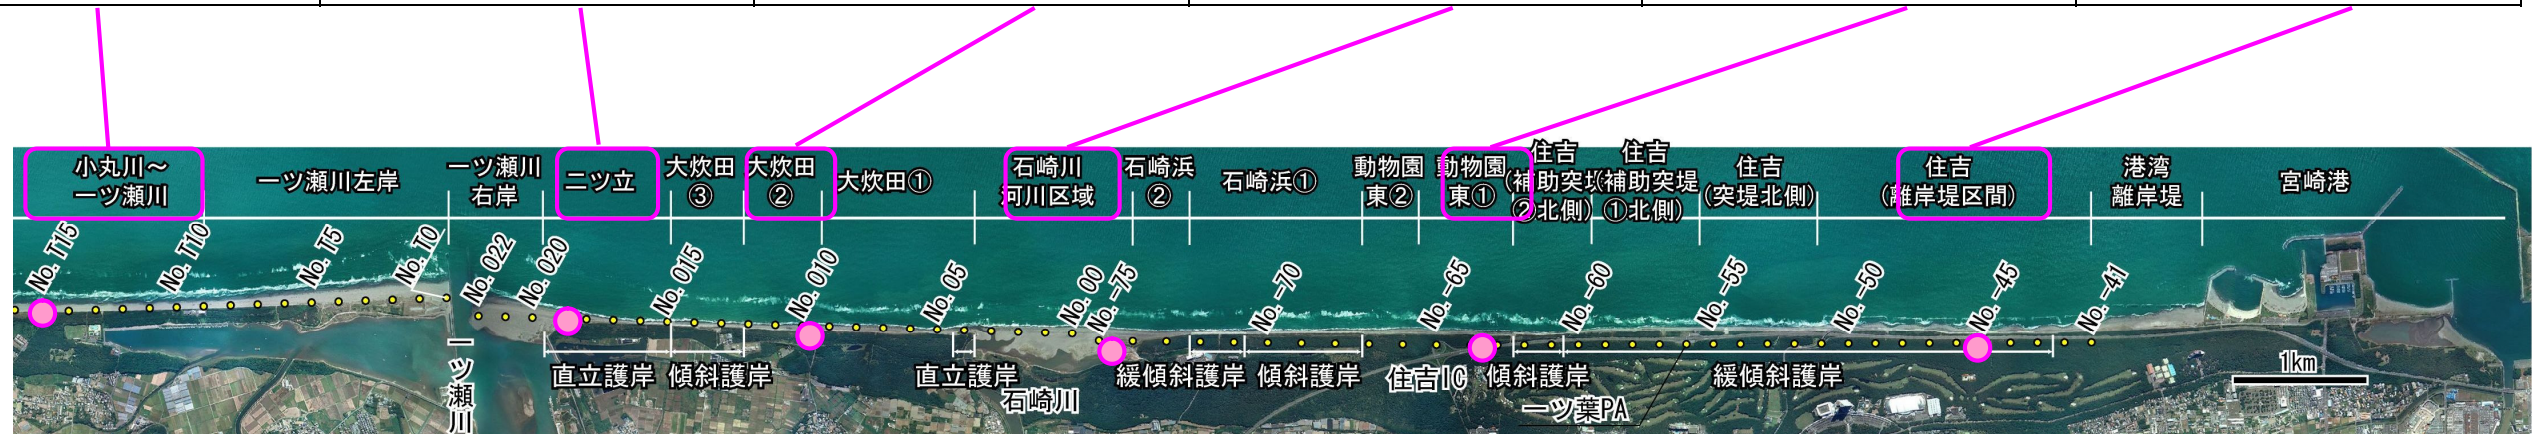 小丸川～
一ツ瀬川
一ツ瀬川左岸
一ツ瀬川
右岸
二ツ立
大炊田
③
大炊田
②
大炊田①
石崎川
河川区域
石崎浜
②
石崎浜①
動物園
東②
動物園
東①
住吉
(補助突堤
②北側)
住吉
(補助突堤
①北側)
住吉
(突堤北側)
住吉
(離岸堤区間)
港湾
離岸堤
宮崎港
No. T15
No. T10
No. T5
No. T0
No. 022
No. 020
No. 015
No. 010
No. 05
No. 00
No. -75
No. -70
No. -65
No. -60
No. -55
No. -50
No. -45
No. -41
直立護岸
傾斜護岸
直立護岸
緩傾斜護岸
傾斜護岸
住吉IC
傾斜護岸
緩傾斜護岸
1km
一ツ瀬川
石崎川
一ツ葉PA